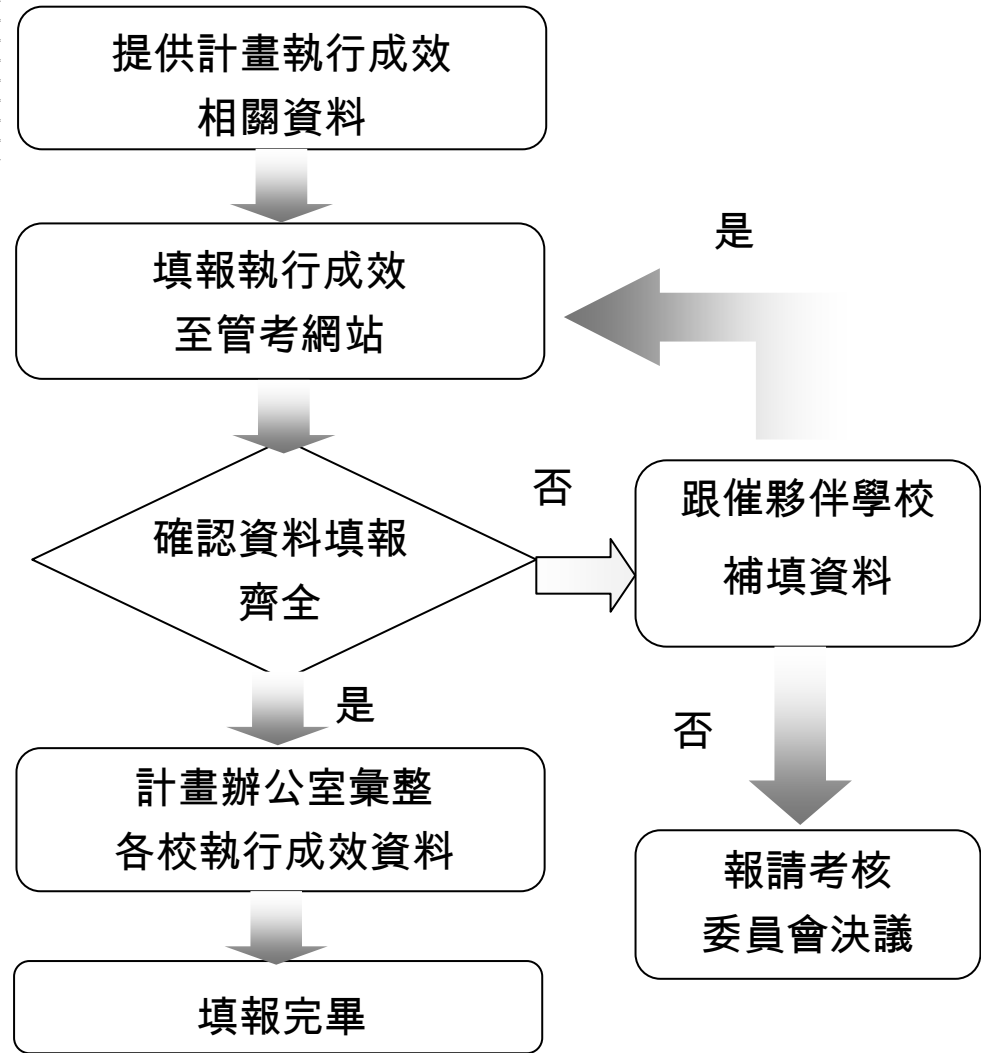 提供計畫執行成效
相關資料
填報執行成效
至管考網站
是
確認資料填報
齊全
否
跟催夥伴學校
補填資料
是
否
計畫辦公室彙整
各校執行成效資料
報請考核
委員會決議
填報完畢